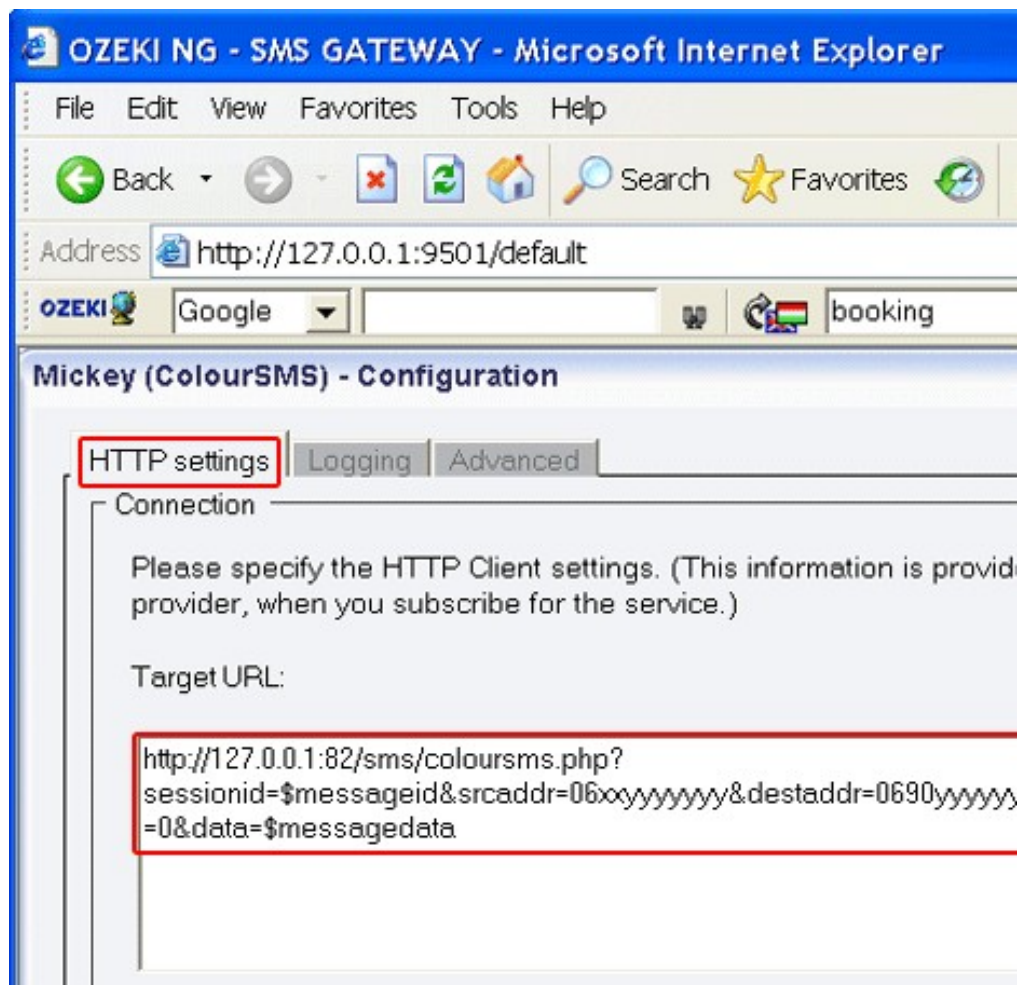 OZEKI NG - SMS GATEWAY - Microsoft Internet Explorer
File Edit View Favorites Tools Help
Back Search Favorites
Address http://127.0.0.1:9501/default
OZEKI Google booking
Mickey (ColourSMS) - Configuration
HTTP settings Logging Advanced
Connection
Please specify the HTTP Client settings. (This information is provid
provider, when you subscribe for the service.)
Target URL:
http://127.0.0.1:82/sms/coloursms.php?
sessionid=$messageid&srcaddr=06xxyyyyyyy&destaddr=0690yyyyyy
=0&data=$messagedata